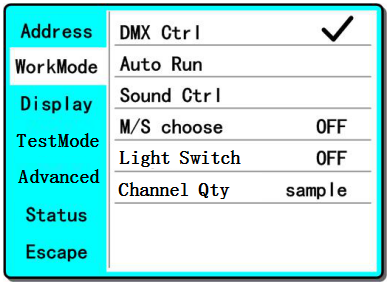 Address
WorkMode
Display
TestMode
Advanced
Status
Escape
DMX Ctrl
Auto Run
Sound Ctrl
M/S choose OFF
Light Switch OFF
Channel Qty sample